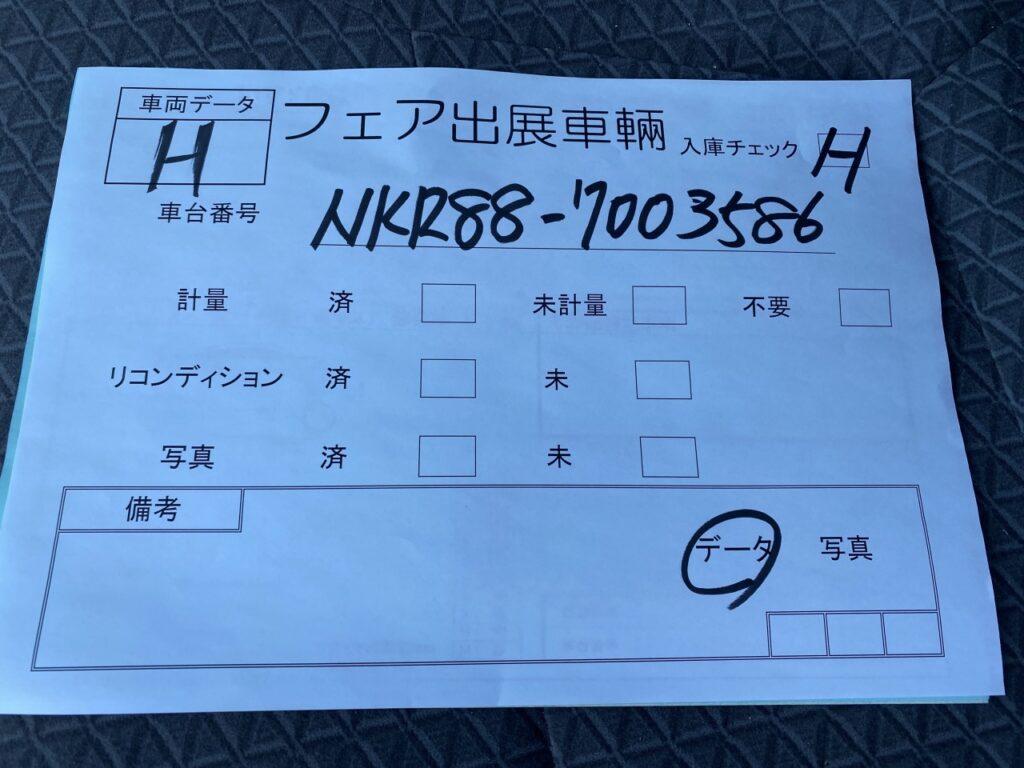 車両データ
H
フェア出展車輌
入庫チェック
H
車台番号 NKR88-7003586
計量 済 未計量 不要
リコンディション 済 未
写真 済 未
備考
データ 写真